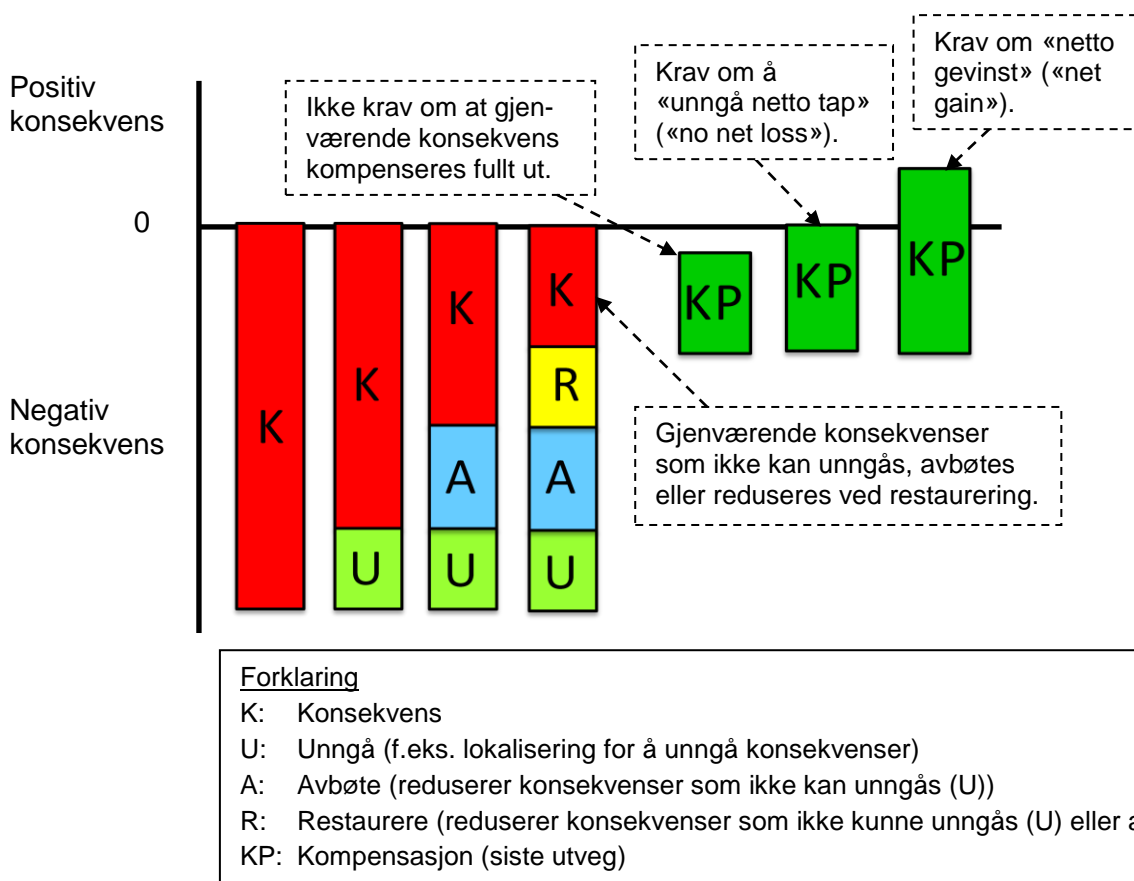 Positiv
konsekvens
0
Negativ
konsekvens
Ikke krav om at gjen-
værende konsekvens
kompenseres fullt ut.
Krav om å
«unngå netto tap»
(«no net loss»).
Krav om «netto
gevinst» («net
gain»).
K
K
U
K
A
U
K
R
A
U
KP
KP
KP
Gjenværende konsekvenser
som ikke kan unngås, avbøtes
eller reduseres ved restaurering.
Forklaring
K: Konsekvens
U: Unngå (f.eks. lokalisering for å unngå konsekvenser)
A: Avbøte (reduserer konsekvenser som ikke kan unngås (U))
R: Restaurere (reduserer konsekvenser som ikke kunne unngås (U) eller
KP: Kompensasjon (siste utveg)